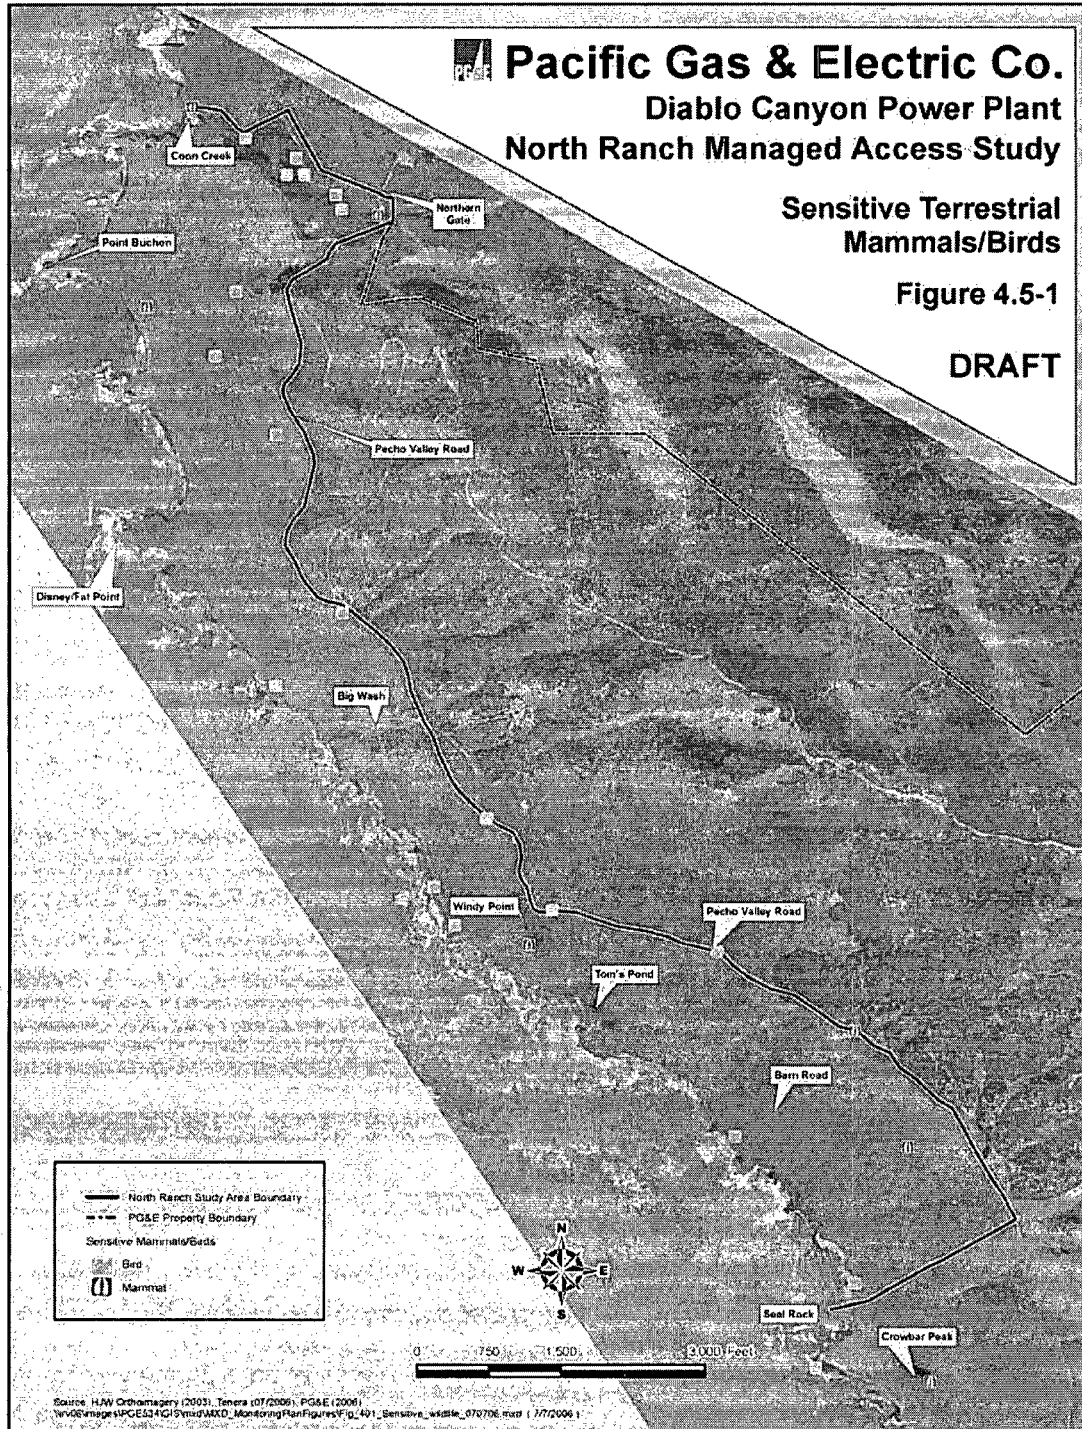 PG&E Pacific Gas & Electric Co.
Diablo Canyon Power Plant
North Ranch Managed Access Study
Sensitive Terrestrial
Mammals/Birds
Figure 4.5-1
DRAFT
Coon Creek
Northern
Gate
Point Buchon
Pecho Valley Road
Disney/Fat Point
Big Wash
Windy Point
Pecho Valley Road
Tom's Pond
Barn Road
North Ranch Study Area Boundary
PG&E Property Boundary
Sensitive Mammals/Birds
Bird
Mammal
N
W E
S
Seal Rock
Crowbar Peak
0 750 1,500 3,000 Feet
Source: HJW Orthoimagery (2003), Tenera (07/2006), PG&E (2006)